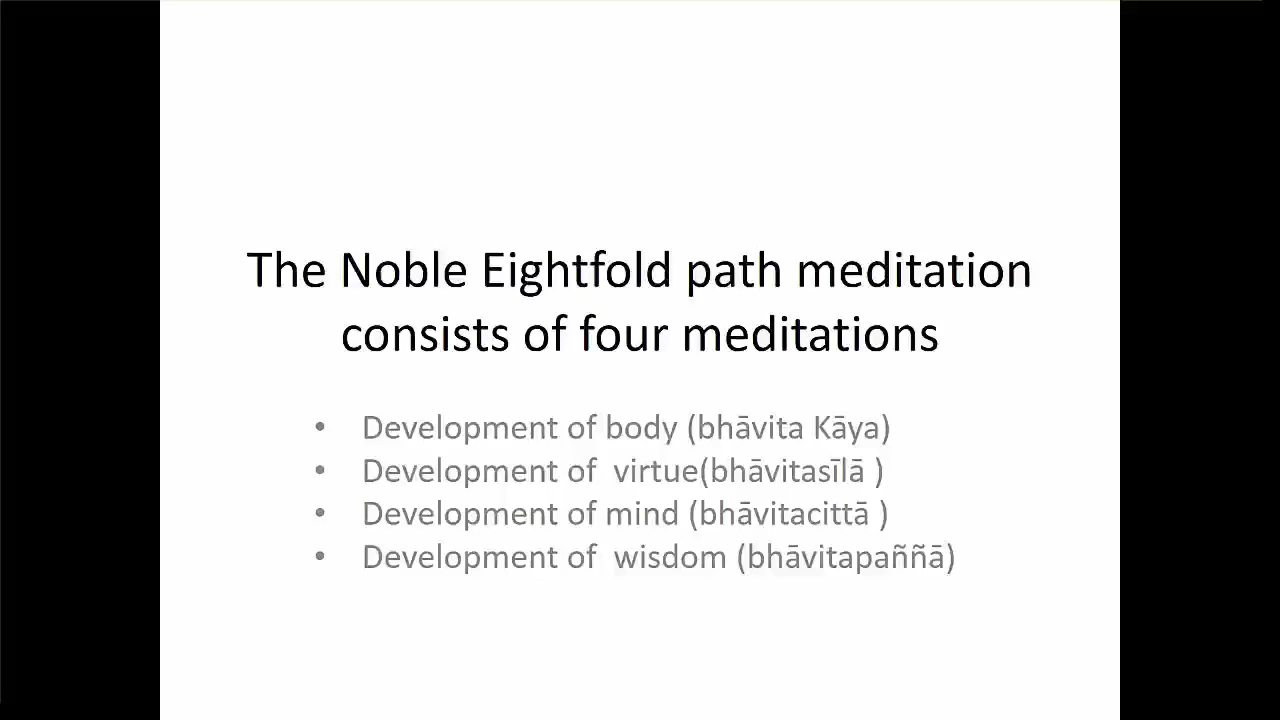 The Noble Eightfold path meditation
consists of four meditations
• Development of body (bhāvita Kāya)
• Development of  virtue(bhāvitasīlā )
• Development of mind (bhāvitacittā )
• Development of  wisdom (bhāvitapaññā)